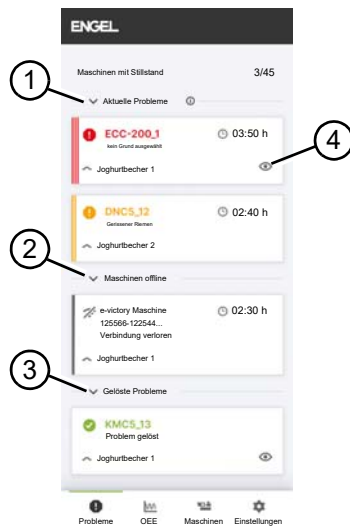 ENGEL
Maschinen mit Stillstand 3/45
1
Aktuelle Probleme
ECC-200_1 03:50 h
kein Grund ausgewählt
4
Joghurtbecher 1
DNC5_12 02:40 h
Gerissener Riemen
Joghurtbecher 2
2
Maschinen offline
e-victory Maschine 02:30 h
125566-122544...
Verbindung verloren
Joghurtbecher 1
3
Gelöste Probleme
KMC5_13
Problem gelöst
Joghurtbecher 1
Probleme OEE Maschinen Einstellungen